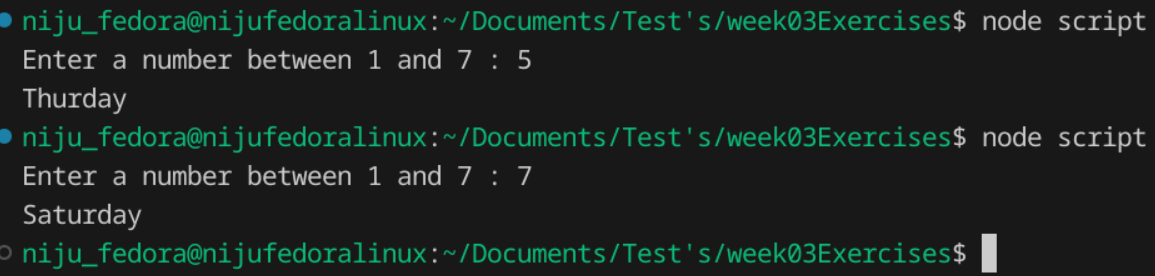 niju_fedora@nijufedoralinux:~/Documents/Test's/week03Exercises$ node script
Enter a number between 1 and 7 : 5
Thurday
niju_fedora@nijufedoralinux:~/Documents/Test's/week03Exercises$ node script
Enter a number between 1 and 7 : 7
Saturday
niju_fedora@nijufedoralinux:~/Documents/Test's/week03Exercises$